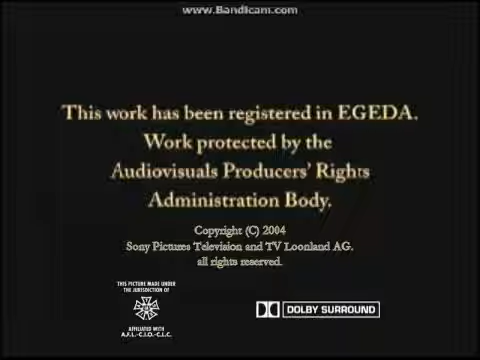 www.Bandicam.com
This work has been registered in EGEDA.
Work protected by the
Audiovisuals Producers' Rights
Administration Body.
Copyright (C) 2004
Sony Pictures Television and TV Loonland AG.
all rights reserved.
THIS PICTURE MADE UNDER
THE JURISDICTION OF
AFFILIATED WITH
A.F.L.-C.I.O.-C.L.C.
DOLBY SURROUND